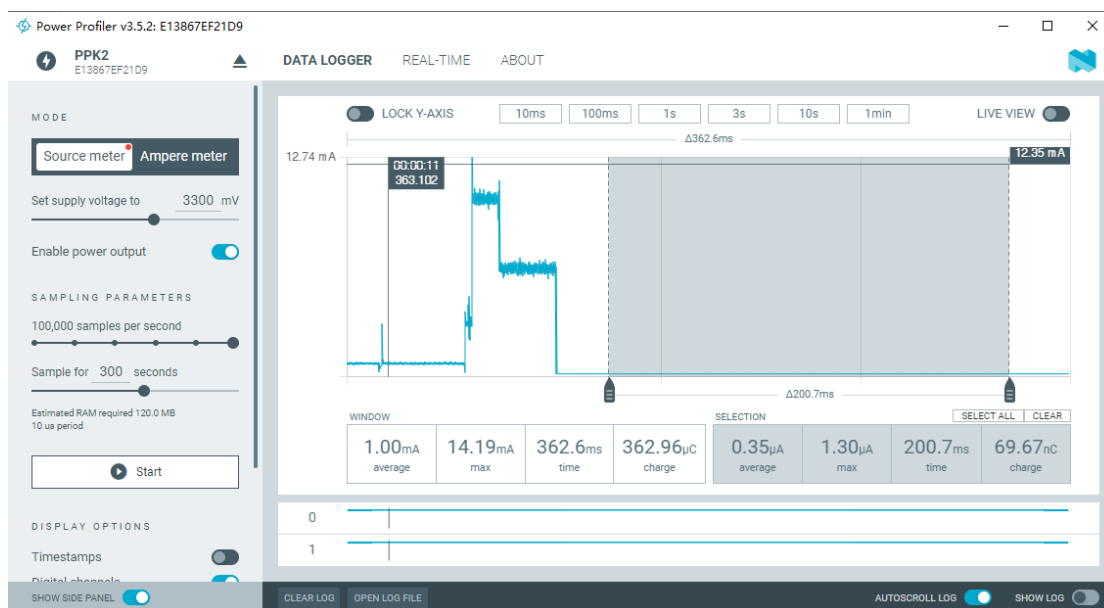 Power Profiler v3.5.2: E13867EF21D9
PPK2
E13867EF21D9
DATA LOGGER REAL-TIME ABOUT
MODE
Source meter Ampere meter
Set supply voltage to 3300 mV
Enable power output
SAMPLING PARAMETERS
100,000 samples per second
Sample for 300 seconds
Estimated RAM required 120.0 MB
10 us period
Start
DISPLAY OPTIONS
Timestamps
Digital channels
SHOW SIDE PANEL
LOCK Y-AXIS 10ms 100ms 1s 3s 10s 1min LIVE VIEW
Δ362.6ms
12.74 mA
00:00:11
363.102
12.35 mA
Δ200.7ms
WINDOW
1.00mA average
14.19mA max
362.6ms time
362.96μC charge
SELECTION SELECT ALL CLEAR
0.35μA average
1.30μA max
200.7ms time
69.67nC charge
0
1
CLEAR LOG OPEN LOG FILE AUTOSCROLL LOG SHOW LOG